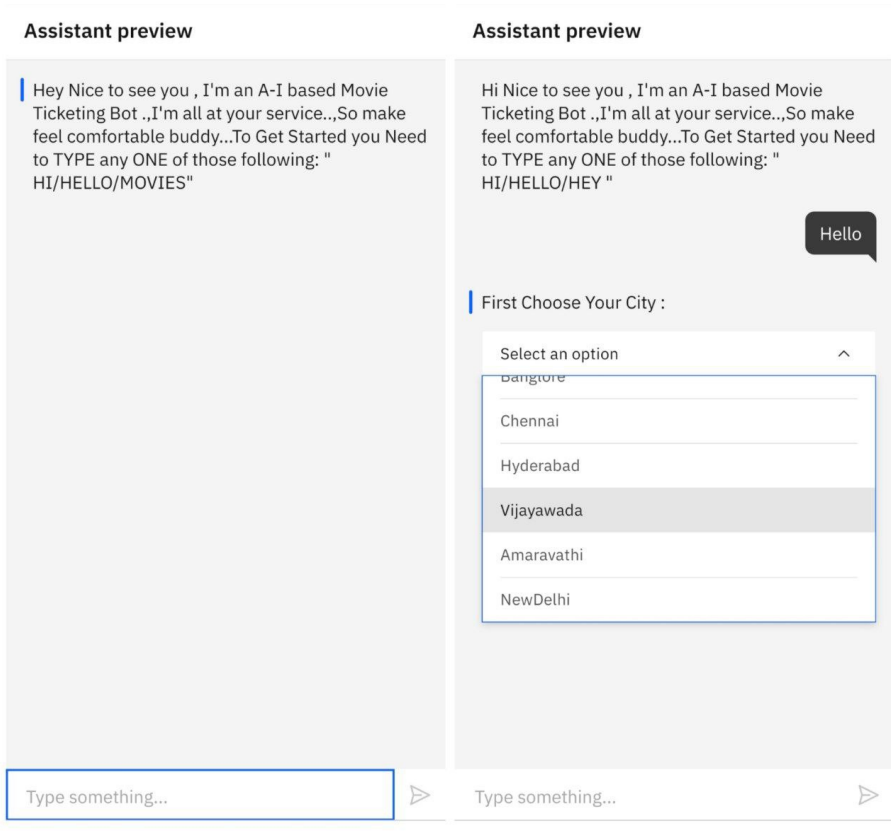 Assistant preview
Hey Nice to see you , I'm an A-I based Movie
Ticketing Bot .,I'm all at your service..,So make
feel comfortable buddy...To Get Started you Need
to TYPE any ONE of those following: "
HI/HELLO/MOVIES"
Type something...
Assistant preview
Hi Nice to see you , I'm an A-I based Movie
Ticketing Bot .,I'm all at your service..,So make
feel comfortable buddy...To Get Started you Need
to TYPE any ONE of those following: "
HI/HELLO/HEY "
Hello
First Choose Your City :
Select an option
Banglore
Chennai
Hyderabad
Vijayawada
Amaravathi
NewDelhi
Type something...